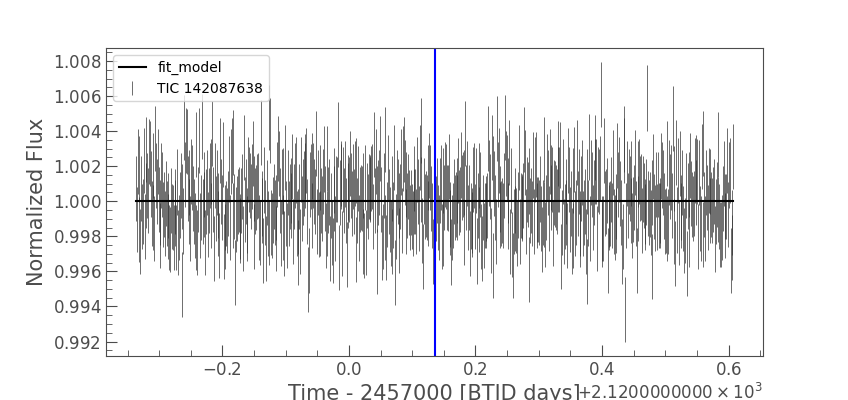 fit_model
TIC 142087638
1.008
1.006
1.004
1.002
1.000
0.998
0.996
0.994
0.992
Normalized Flux
−0.2 0.0 0.2 0.4 0.6
Time - 2457000 [BTJD days]
+2.1200000000 × 10³